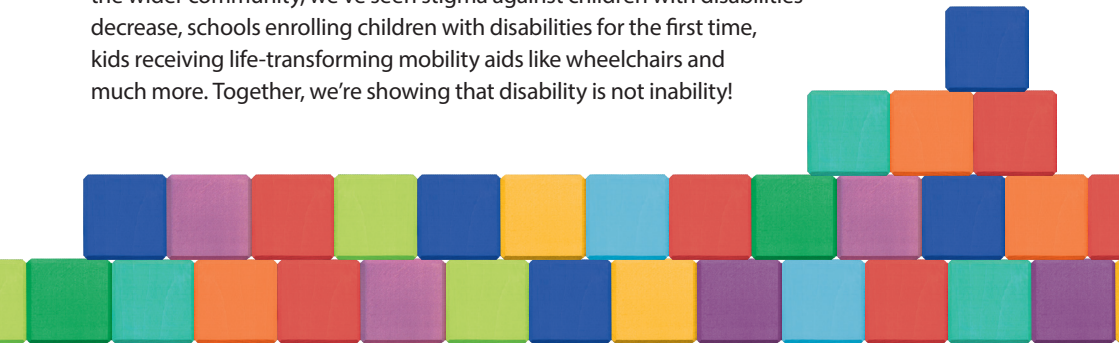 the wider community, we've seen stigma against children with disabilities
decrease, schools enrolling children with disabilities for the first time,
kids receiving life-transforming mobility aids like wheelchairs and
much more. Together, we're showing that disability is not inability!